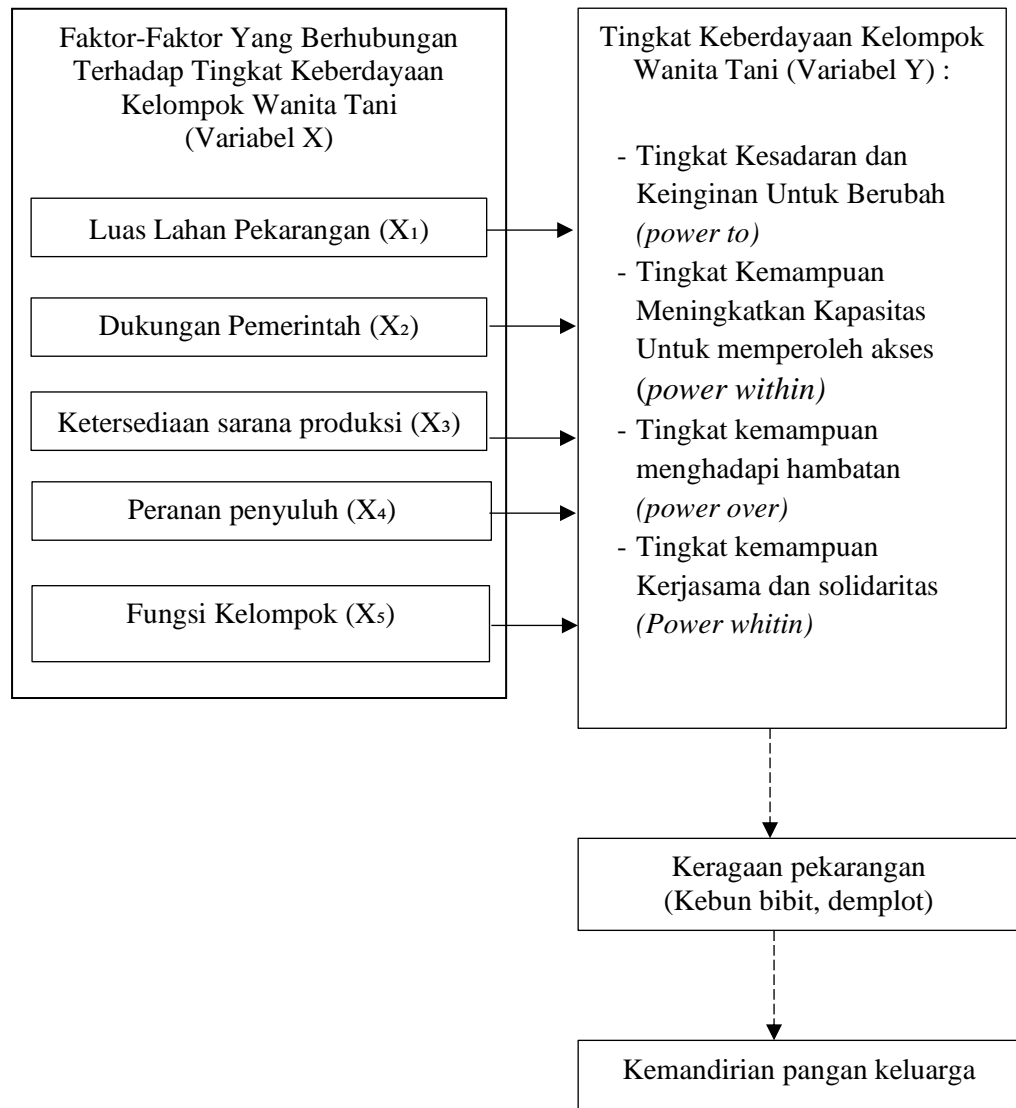 Faktor-Faktor Yang Berhubungan
Terhadap Tingkat Keberdayaan
Kelompok Wanita Tani
(Variabel X)
Luas Lahan Pekarangan (X₁)
Dukungan Pemerintah (X₂)
Ketersediaan sarana produksi (X₃)
Peranan penyuluh (X₄)
Fungsi Kelompok (X₅)
Tingkat Keberdayaan Kelompok
Wanita Tani (Variabel Y) :
- Tingkat Kesadaran dan
Keinginan Untuk Berubah
(power to)
- Tingkat Kemampuan
Meningkatkan Kapasitas
Untuk memperoleh akses
(power within)
- Tingkat kemampuan
menghadapi hambatan
(power over)
- Tingkat kemampuan
Kerjasama dan solidaritas
(Power whitin)
Keragaan pekarangan
(Kebun bibit, demplot)
Kemandirian pangan keluarga